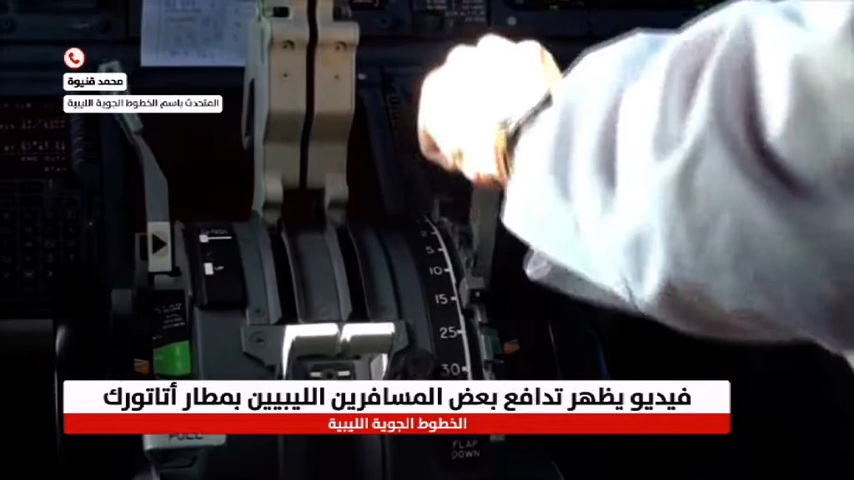 محمد قنيوة
المتحدث باسم الخطوط الجوية الليبية
5
10
15
25
30
فيديو يظهر تدافع بعض المسافرين الليبيين بمطار أتاتورك
الخطوط الجوية الليبية
FLAP
DOWN